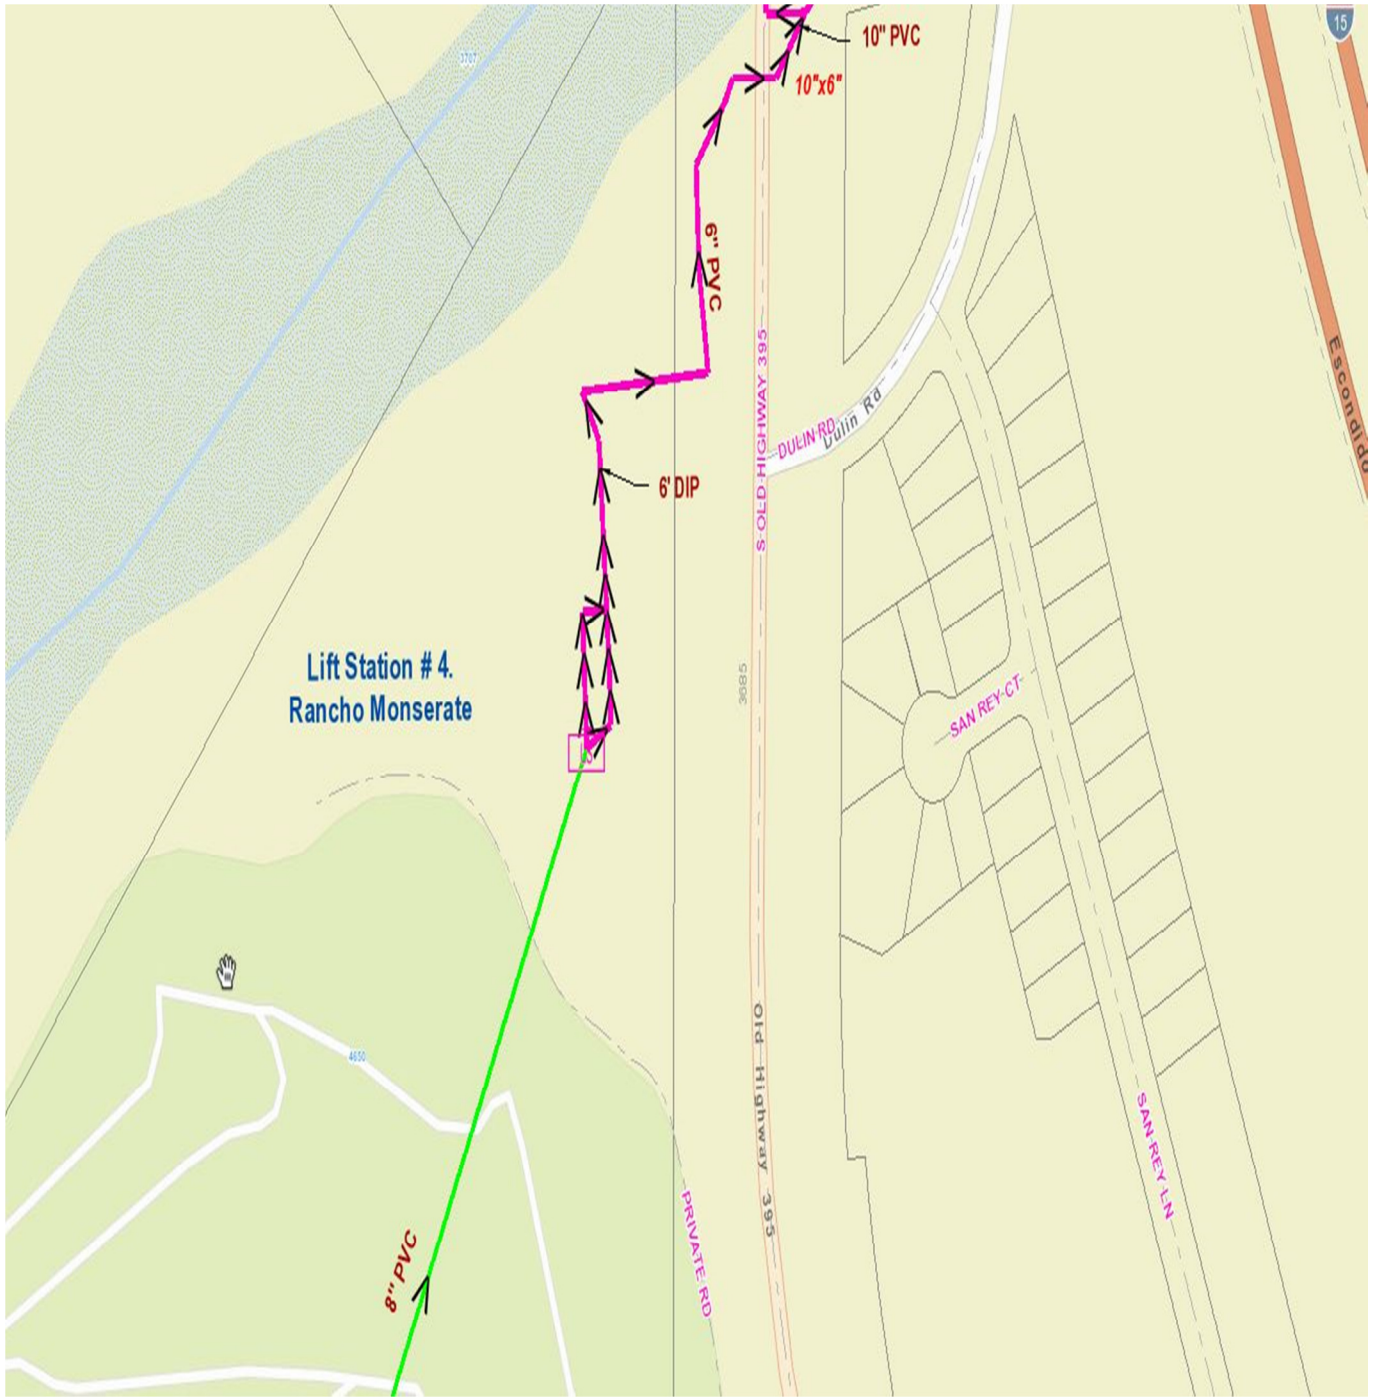 15
3707
10" PVC
10"x6"
6" PVC
S OLD HIGHWAY 395
DULIN RD
Dulin Rd
Escondido
6' DIP
Lift Station # 4.
Rancho Monserate
3685
SAN REY CT
4650
Old Highway 395
SAN REY LN
PRIVATE RD
8" PVC